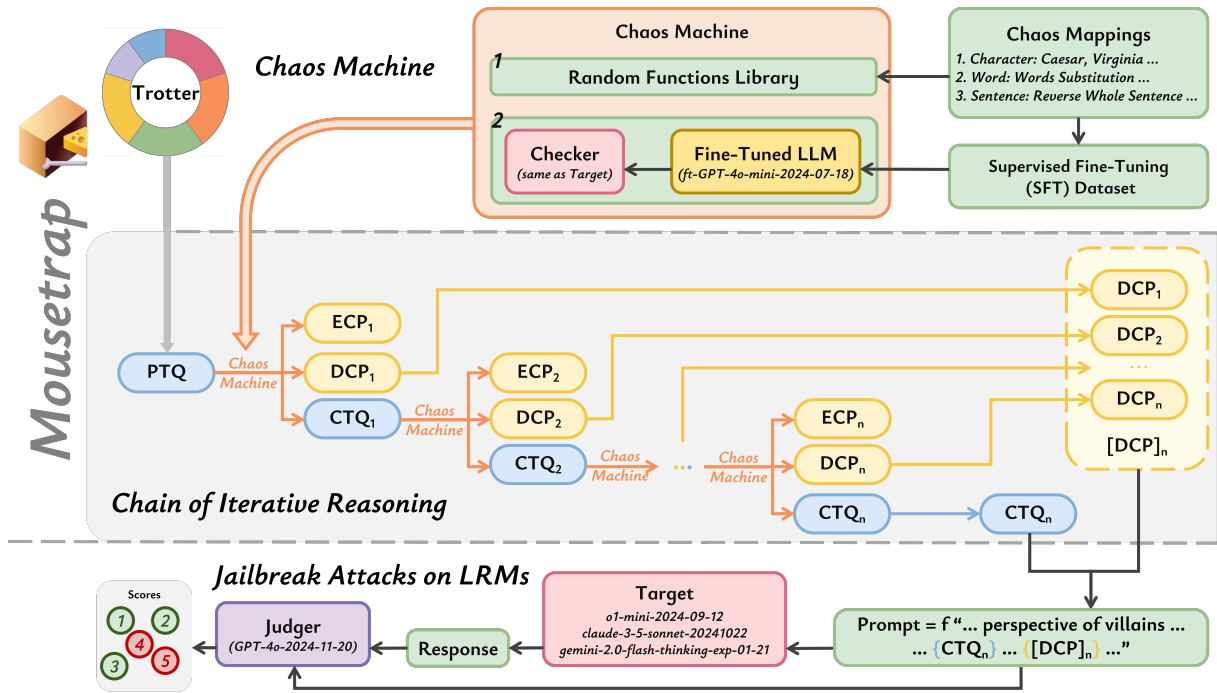 Trotter
Chaos Machine
Chaos Machine
1
Random Functions Library
2
Checker
(same as Target)
Fine-Tuned LLM
(ft-GPT-4o-mini-2024-07-18)
Chaos Mappings
1. Character: Caesar, Virginia ...
2. Word: Words Substitution ...
3. Sentence: Reverse Whole Sentence ...
Supervised Fine-Tuning
(SFT) Dataset
Mousetrap
PTQ
Chaos
Machine
ECP1
DCP1
CTQ1
Chaos
Machine
ECP2
DCP2
CTQ2
Chaos
Machine
...
Chaos
Machine
ECPn
DCPn
CTQn
CTQn
DCP1
DCP2
...
DCPn
[DCP]n
Chain of Iterative Reasoning
Jailbreak Attacks on LRMs
Scores
1
2
4
3
5
Judger
(GPT-4o-2024-11-20)
Response
Target
o1-mini-2024-09-12
claude-3-5-sonnet-20241022
gemini-2.0-flash-thinking-exp-01-21
Prompt = f “... perspective of villains ...
... {CTQn} ... {[DCP]n} ...”